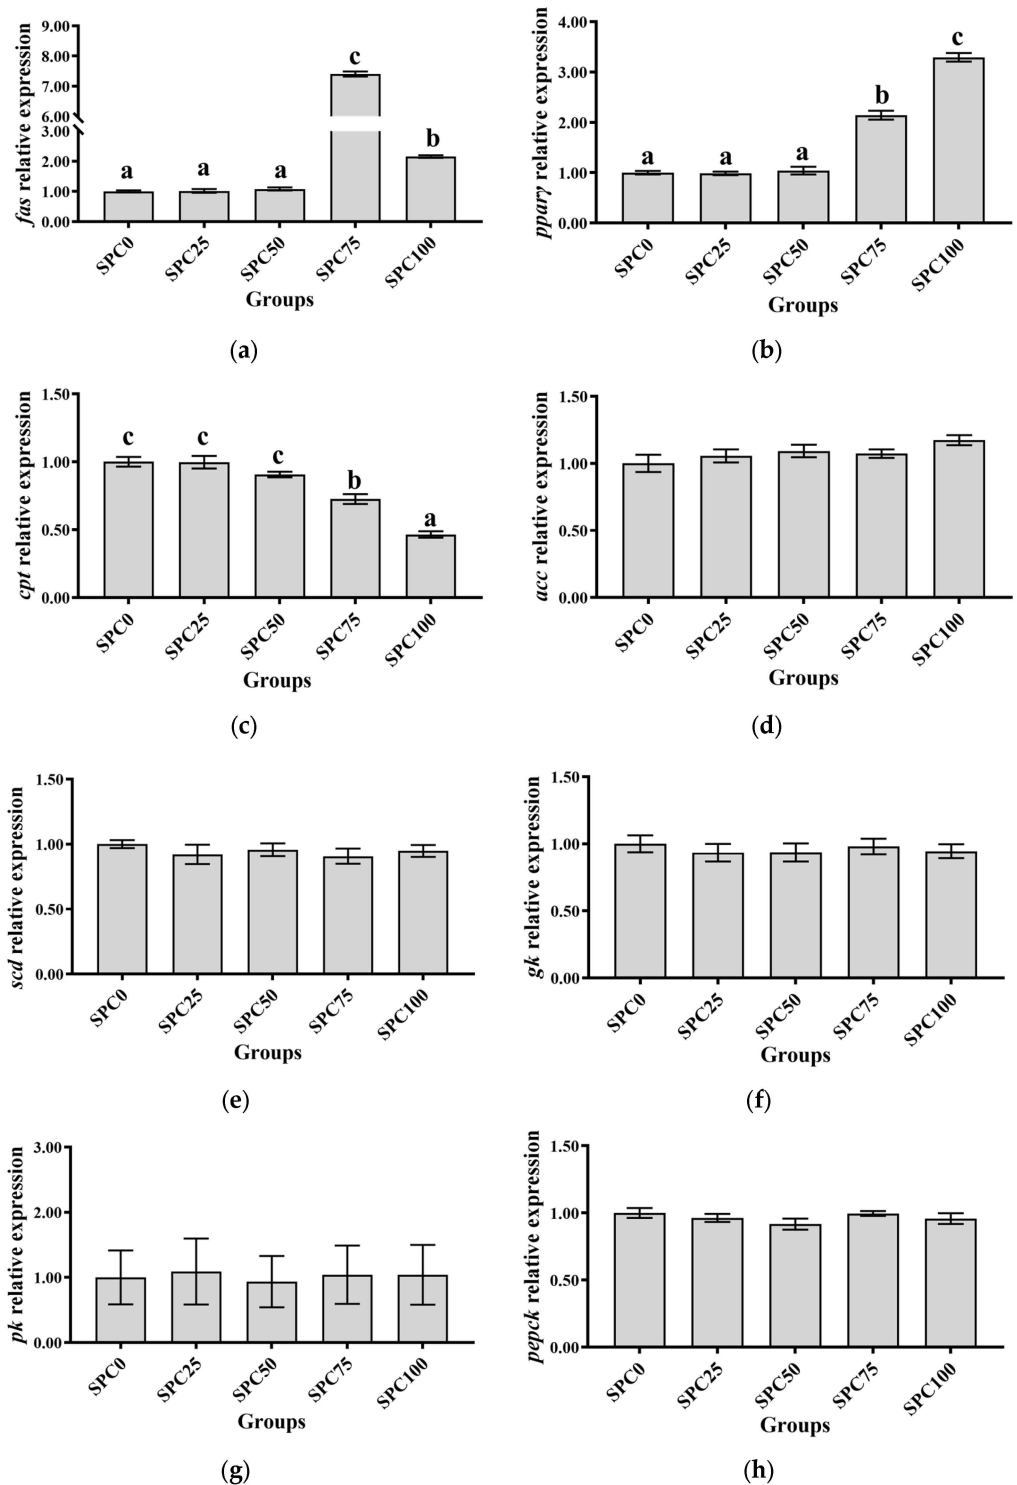 fas relative expression
9.00
8.00
7.00
6.00
3.00
2.00
1.00
0.00
a
a
a
c
b
SPC0
SPC25
SPC50
SPC75
SPC100
Groups
(a)
pparγ relative expression
4.00
3.00
2.00
1.00
0.00
a
a
a
b
c
SPC0
SPC25
SPC50
SPC75
SPC100
Groups
(b)
cpt relative expression
1.50
1.00
0.50
0.00
c
c
c
b
a
SPC0
SPC25
SPC50
SPC75
SPC100
Groups
(c)
acc relative expression
1.50
1.00
0.50
0.00
SPC0
SPC25
SPC50
SPC75
SPC100
Groups
(d)
scd relative expression
1.50
1.00
0.50
0.00
SPC0
SPC25
SPC50
SPC75
SPC100
Groups
(e)
gk relative expression
1.50
1.00
0.50
0.00
SPC0
SPC25
SPC50
SPC75
SPC100
Groups
(f)
pk relative expression
3.00
2.00
1.00
0.00
SPC0
SPC25
SPC50
SPC75
SPC100
Groups
(g)
pepck relative expression
1.50
1.00
0.50
0.00
SPC0
SPC25
SPC50
SPC75
SPC100
Groups
(h)